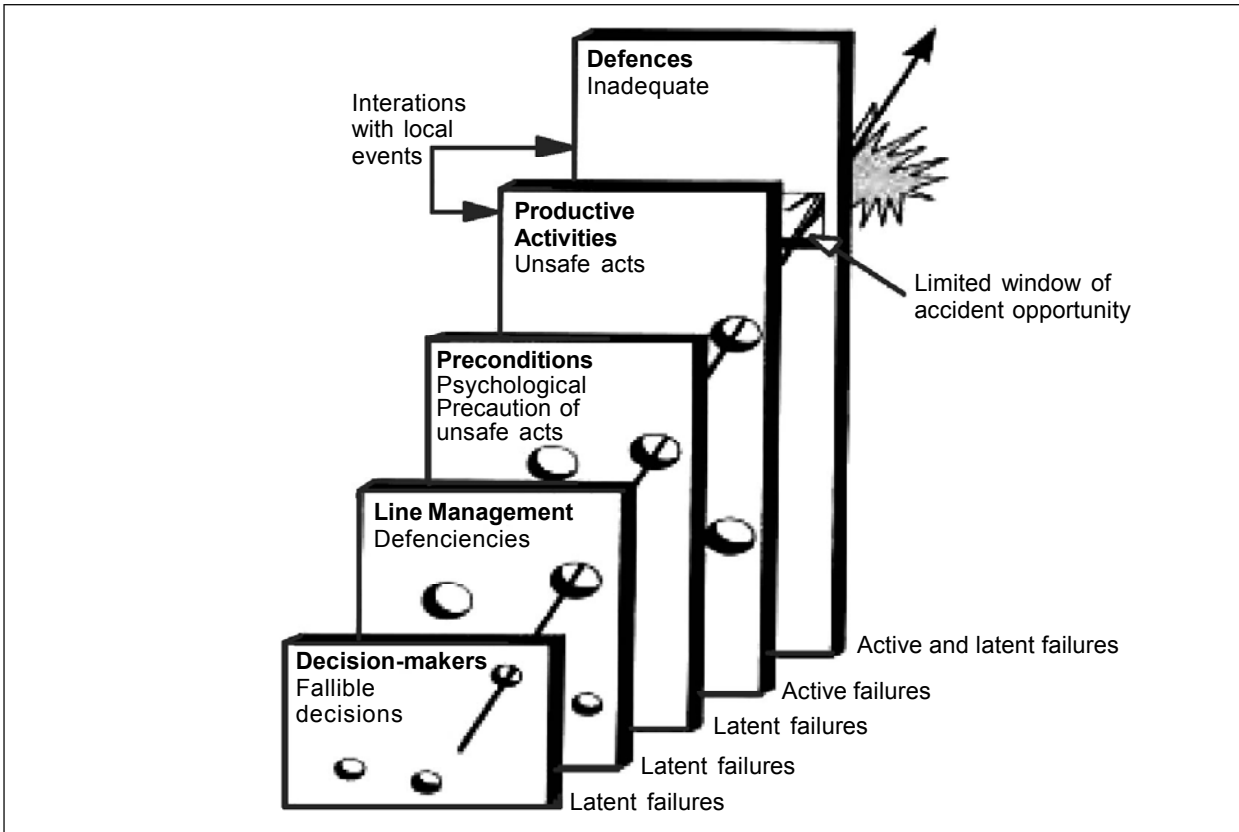 Defences
Inadequate
Interations
with local
events
Productive
Activities
Unsafe acts
Limited window of
accident opportunity
Preconditions
Psychological
Precaution of
unsafe acts
Line Management
Defenciencies
Decision-makers
Fallible
decisions
Active and latent failures
Active failures
Latent failures
Latent failures
Latent failures